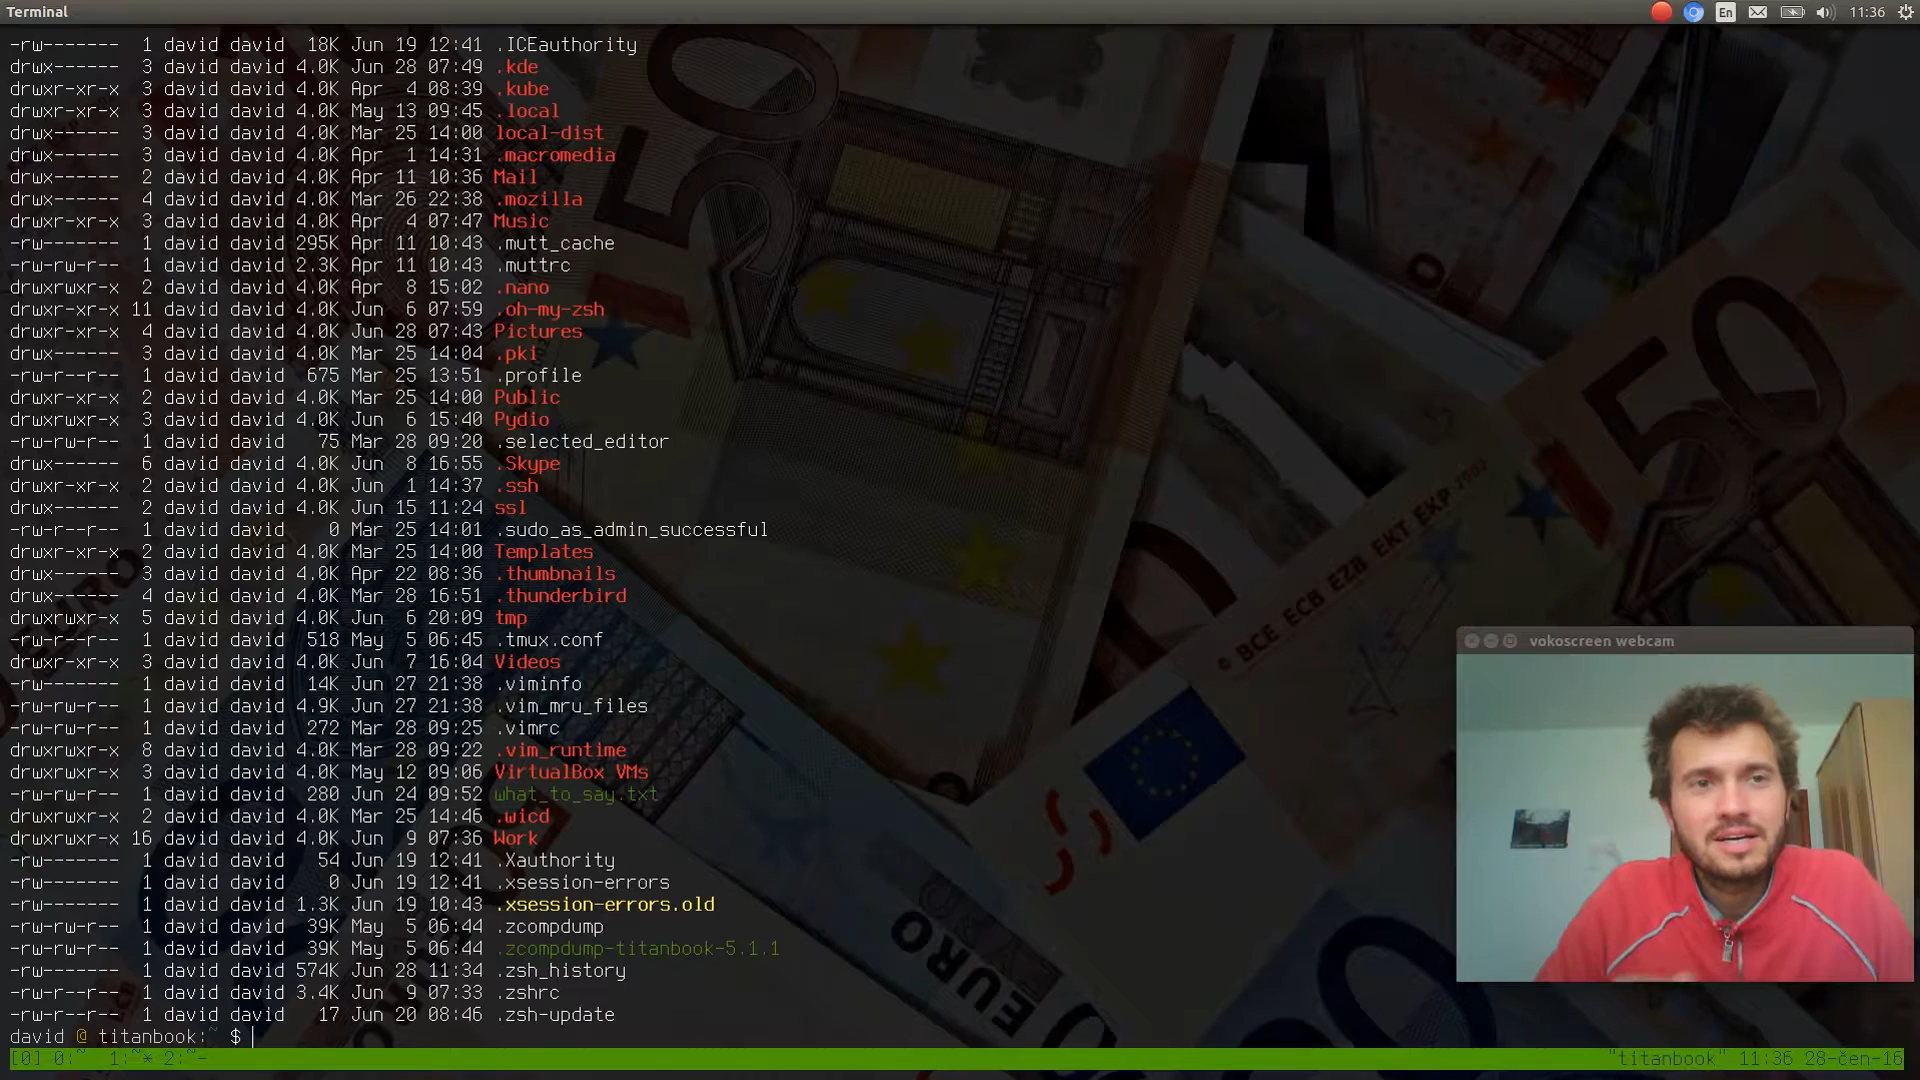 Terminal
En
11:36
-rw------- 1 david david 18K Jun 19 12:41 .ICEauthority
drwx------ 3 david david 4.0K Jun 28 07:49 .kde
drwxr-xr-x 3 david david 4.0K Apr 4 08:39 .kube
drwxr-xr-x 3 david david 4.0K May 13 09:45 .local
drwx------ 3 david david 4.0K Mar 25 14:00 local-dist
drwx------ 3 david david 4.0K Apr 1 14:31 .macromedia
drwx------ 2 david david 4.0K Apr 11 10:36 Mail
drwx------ 4 david david 4.0K Mar 26 22:38 .mozilla
drwxr-xr-x 3 david david 4.0K Apr 4 07:47 Music
-rw------- 1 david david 295K Apr 11 10:43 .mutt_cache
-rw-rw-r-- 1 david david 2.3K Apr 11 10:43 .muttrc
drwxrwxr-x 2 david david 4.0K Apr 8 15:02 .nano
drwxr-xr-x 11 david david 4.0K Jun 6 07:59 .oh-my-zsh
drwxr-xr-x 4 david david 4.0K Jun 28 07:43 Pictures
drwx------ 3 david david 4.0K Mar 25 14:04 .pki
-rw-r--r-- 1 david david 675 Mar 25 13:51 .profile
drwxr-xr-x 2 david david 4.0K Mar 25 14:00 Public
drwxrwxr-x 3 david david 4.0K Jun 6 15:40 Pydio
-rw-rw-r-- 1 david david 75 Mar 28 09:20 .selected_editor
drwx------ 6 david david 4.0K Jun 8 16:55 .Skype
drwxr-xr-x 2 david david 4.0K Jun 1 14:37 .ssh
drwx------ 2 david david 4.0K Jun 15 11:24 ssl
-rw-r--r-- 1 david david 0 Mar 25 14:01 .sudo_as_admin_successful
drwxr-xr-x 2 david david 4.0K Mar 25 14:00 Templates
drwx------ 3 david david 4.0K Apr 22 08:36 .thumbnails
drwx------ 4 david david 4.0K Mar 28 16:51 .thunderbird
drwxrwxr-x 5 david david 4.0K Jun 6 20:09 tmp
-rw-r--r-- 1 david david 518 May 5 06:45 .tmux.conf
drwxr-xr-x 3 david david 4.0K Jun 7 16:04 Videos
-rw------- 1 david david 14K Jun 27 21:38 .viminfo
-rw-rw-r-- 1 david david 4.9K Jun 27 21:38 .vim_mru_files
-rw-rw-r-- 1 david david 272 Mar 28 09:25 .vimrc
drwxrwxr-x 8 david david 4.0K Mar 28 09:22 .vim_runtime
drwxrwxr-x 3 david david 4.0K May 12 09:06 VirtualBox VMs
-rw-rw-r-- 1 david david 280 Jun 24 09:52 what_to_say.txt
drwxr-xr-x 2 david david 4.0K Mar 25 14:46 .wicd
drwxrwxr-x 16 david david 4.0K Jun 9 07:36 Work
-rw------- 1 david david 54 Jun 19 12:41 .Xauthority
-rw------- 1 david david 0 Jun 19 12:41 .xsession-errors
-rw------- 1 david david 1.3K Jun 19 10:43 .xsession-errors.old
-rw-rw-r-- 1 david david 39K May 5 06:44 .zcompdump
-rw-rw-r-- 1 david david 39K May 5 06:44 .zcompdump-titanbook-5.1.1
-rw------- 1 david david 574K Jun 28 11:34 .zsh_history
-rw-r--r-- 1 david david 3.4K Jun 9 07:33 .zshrc
-rw-r--r-- 1 david david 17 Jun 20 08:46 .zsh-update
david @ titanbook:~ $
[0] 0:~ 1:~* 2:~- "titanbook" 11:36 28-čen-16
vokoscreen webcam
50
50
© BCE ECB EZB EKT EKP 2002
EURO